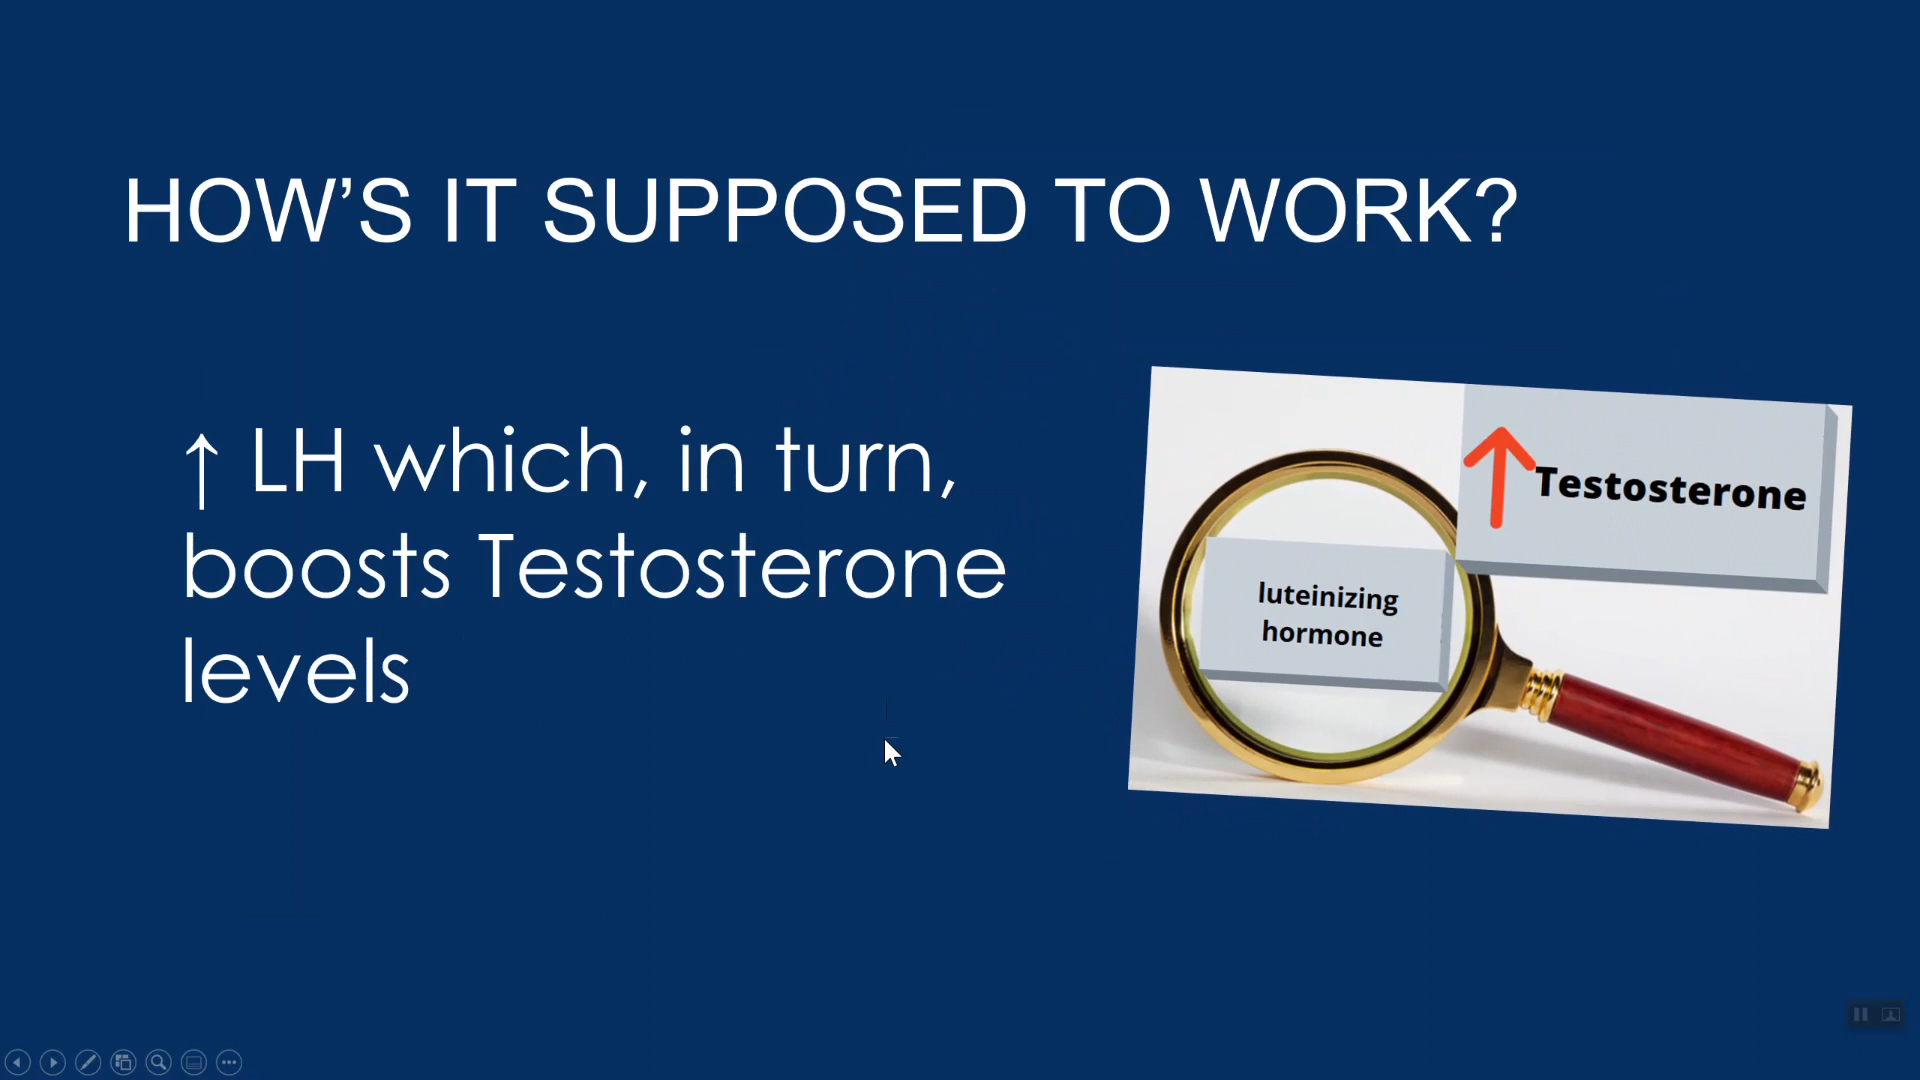 HOW’S IT SUPPOSED TO WORK?
↑ LH which, in turn,
boosts Testosterone
levels
Testosterone
luteinizing
hormone